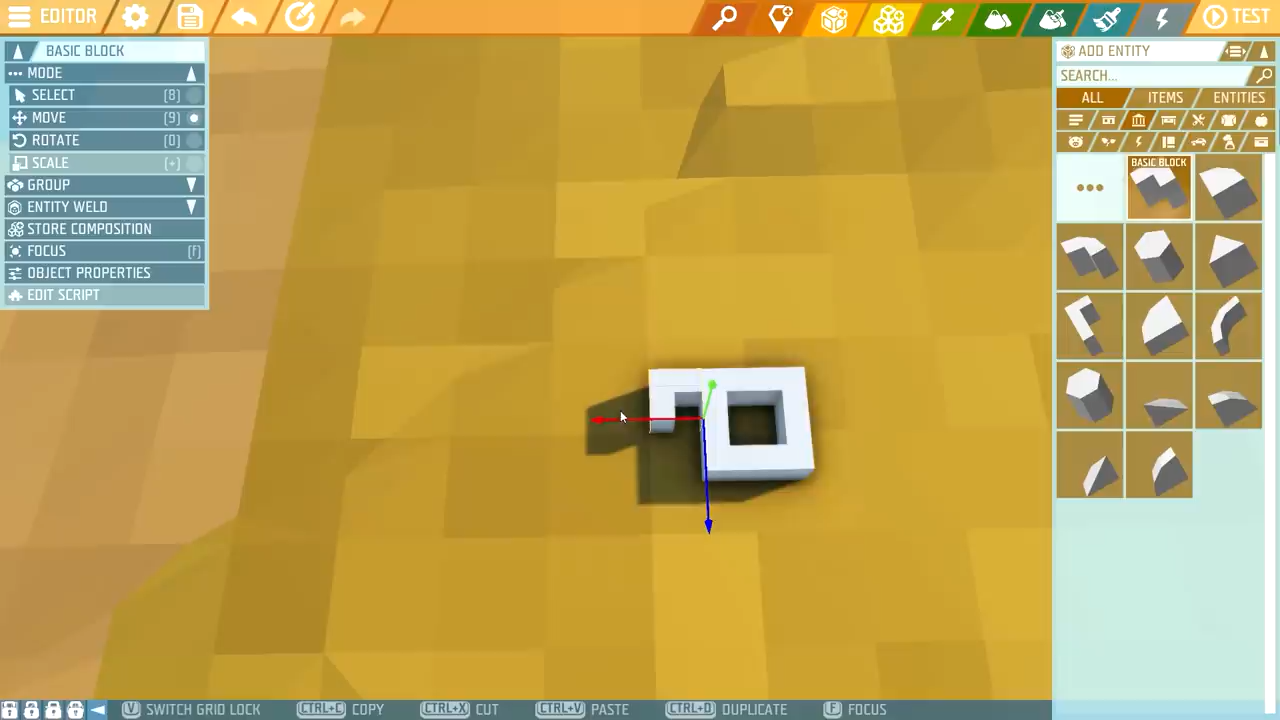 EDITOR
TEST
BASIC BLOCK
MODE
SELECT (8)
MOVE (9)
ROTATE (0)
SCALE (+)
GROUP
ENTITY WELD
STORE COMPOSITION
FOCUS (F)
OBJECT PROPERTIES
EDIT SCRIPT
ADD ENTITY
SEARCH...
ALL ITEMS ENTITIES
BASIC BLOCK
V SWITCH GRID LOCK CTRL+C COPY CTRL+X CUT CTRL+V PASTE CTRL+D DUPLICATE F FOCUS